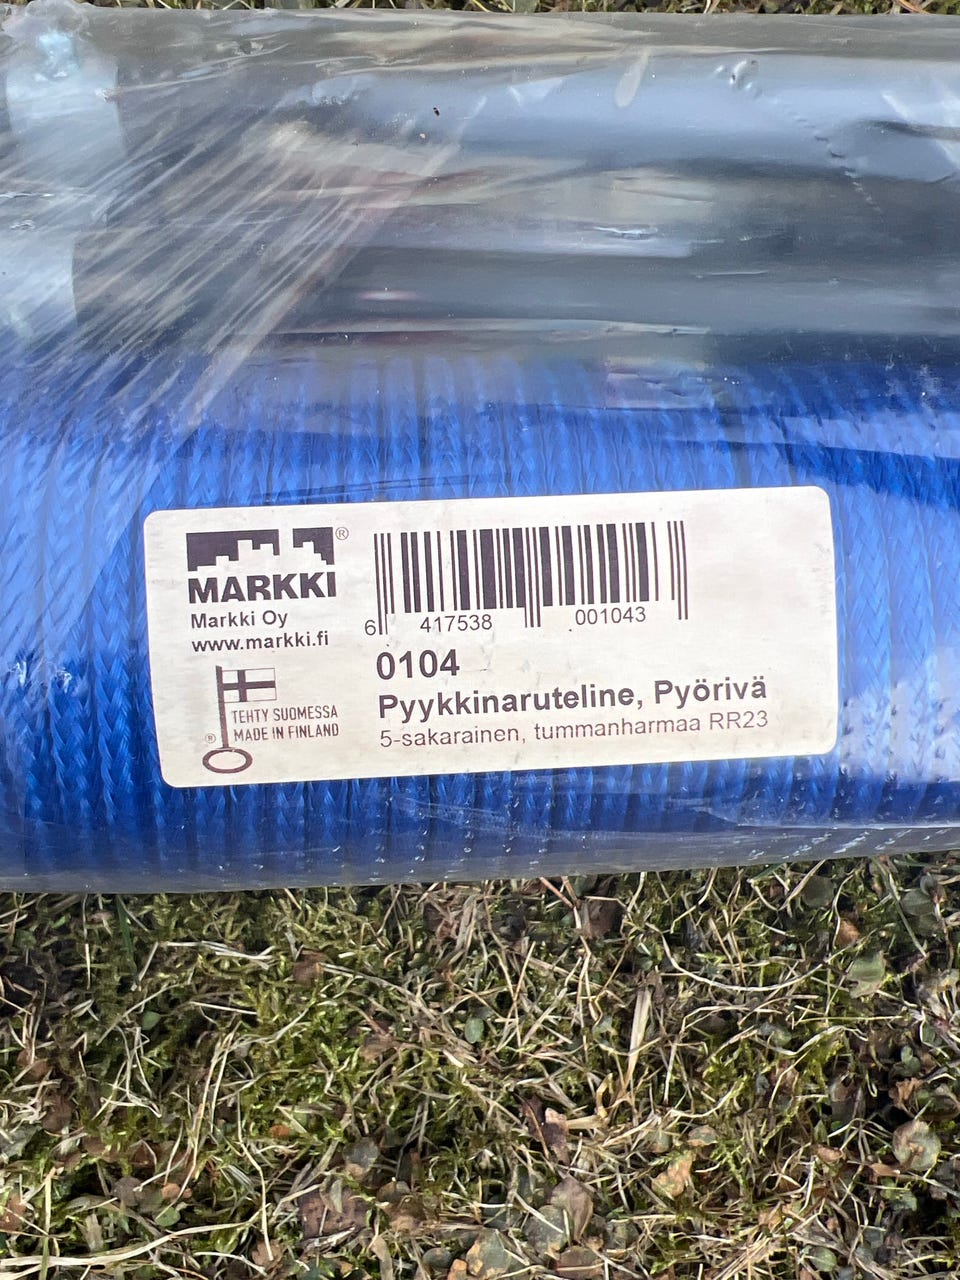 MARKKI®
Markki Oy
www.markki.fi
TEHTY SUOMESSA
MADE IN FINLAND
®
6 417538 001043
0104
Pyykkinaruteline, Pyörivä
5-sakarainen, tummanharmaa RR23